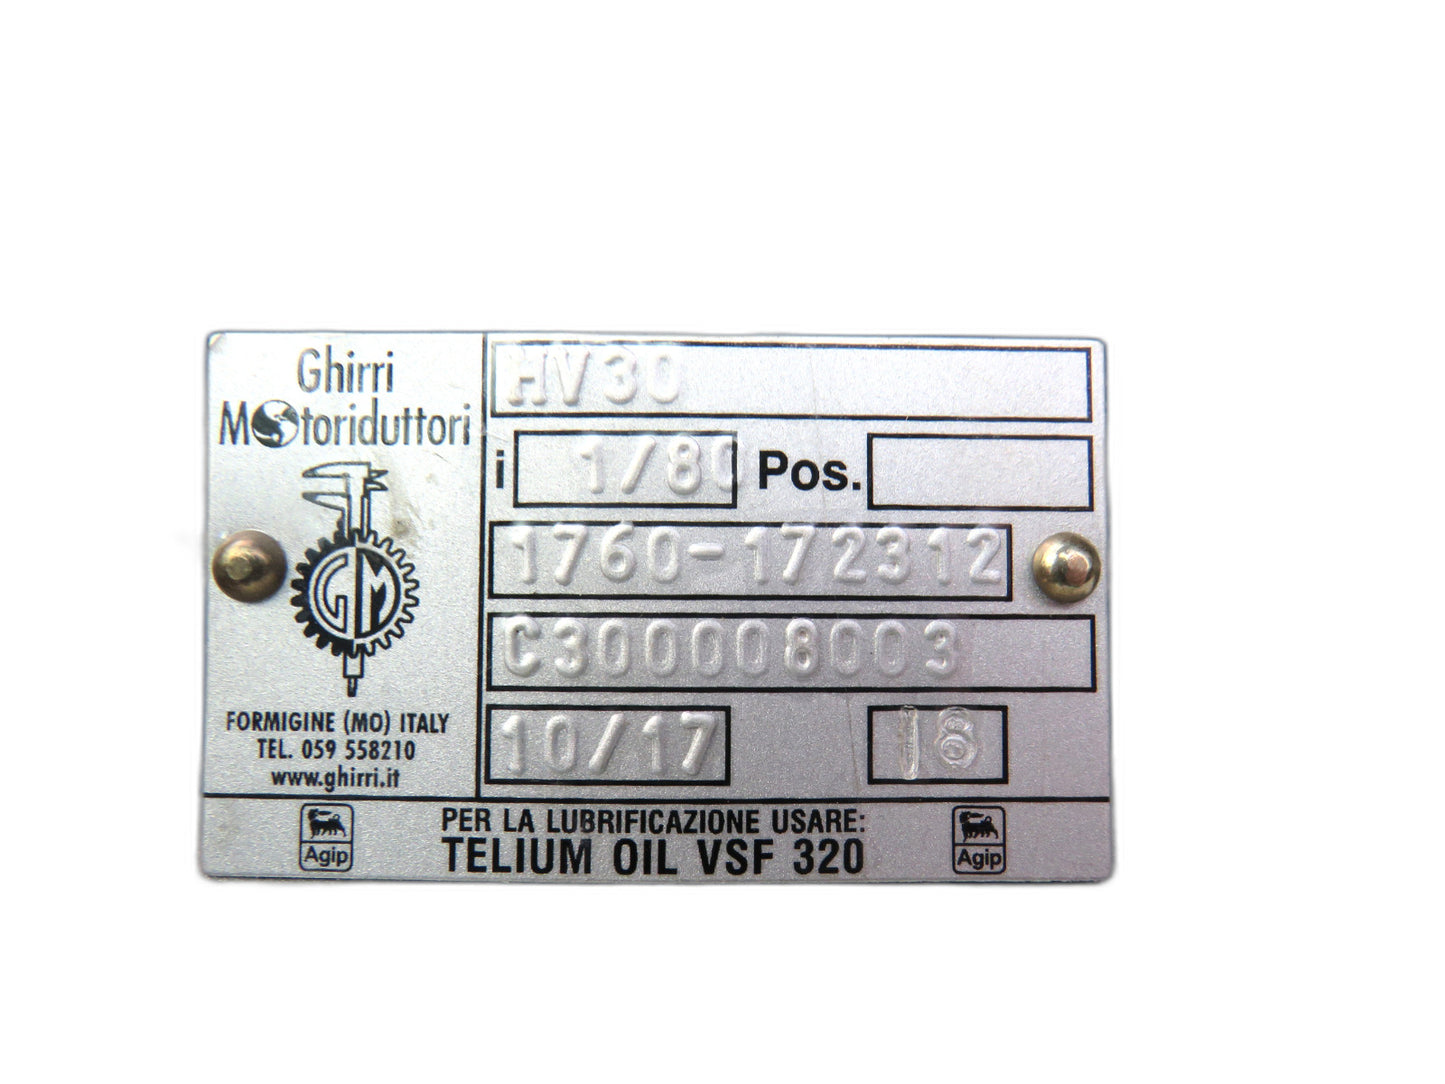 Ghirri
Motoriduttori
GM
FORMIGINE (MO) ITALY
TEL. 059 558210
www.ghirri.it
HV30
i 1/80 Pos.
1760-172312
C300008003
10/17 18
Agip
PER LA LUBRIFICAZIONE USARE:
TELIUM OIL VSF 320
Agip